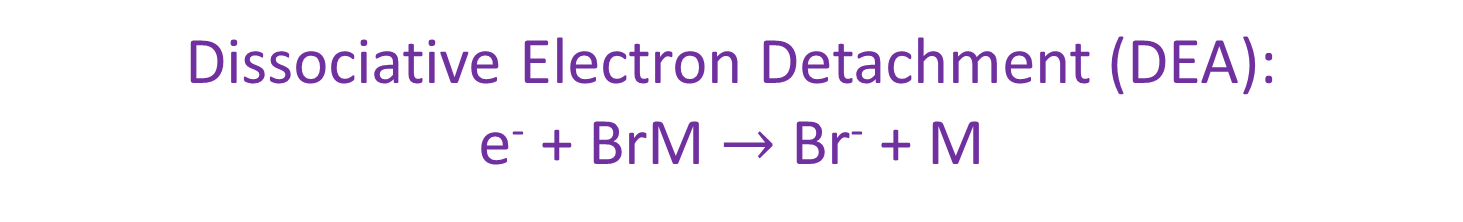 Dissociative Electron Detachment (DEA):
e⁻ + BrM → Br⁻ + M